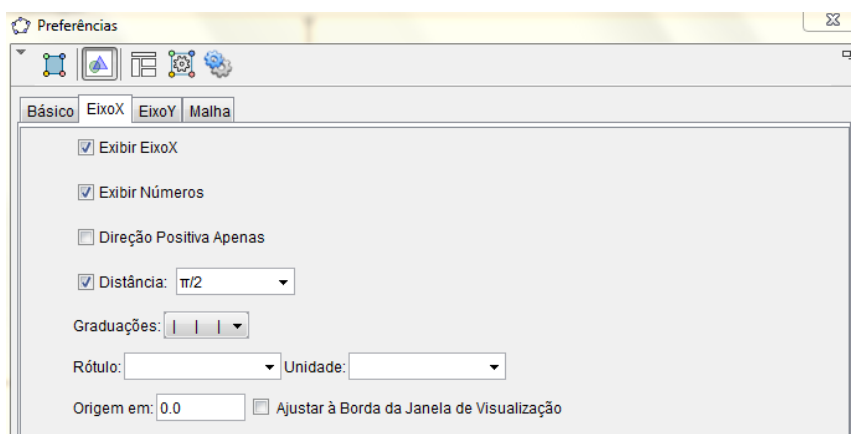 Preferências
Básico EixoX EixoY Malha
Exibir EixoX
Exibir Números
Direção Positiva Apenas
Distância: π/2
Graduações: | | |
Rótulo: Unidade:
Origem em: 0.0 Ajustar à Borda da Janela de Visualização